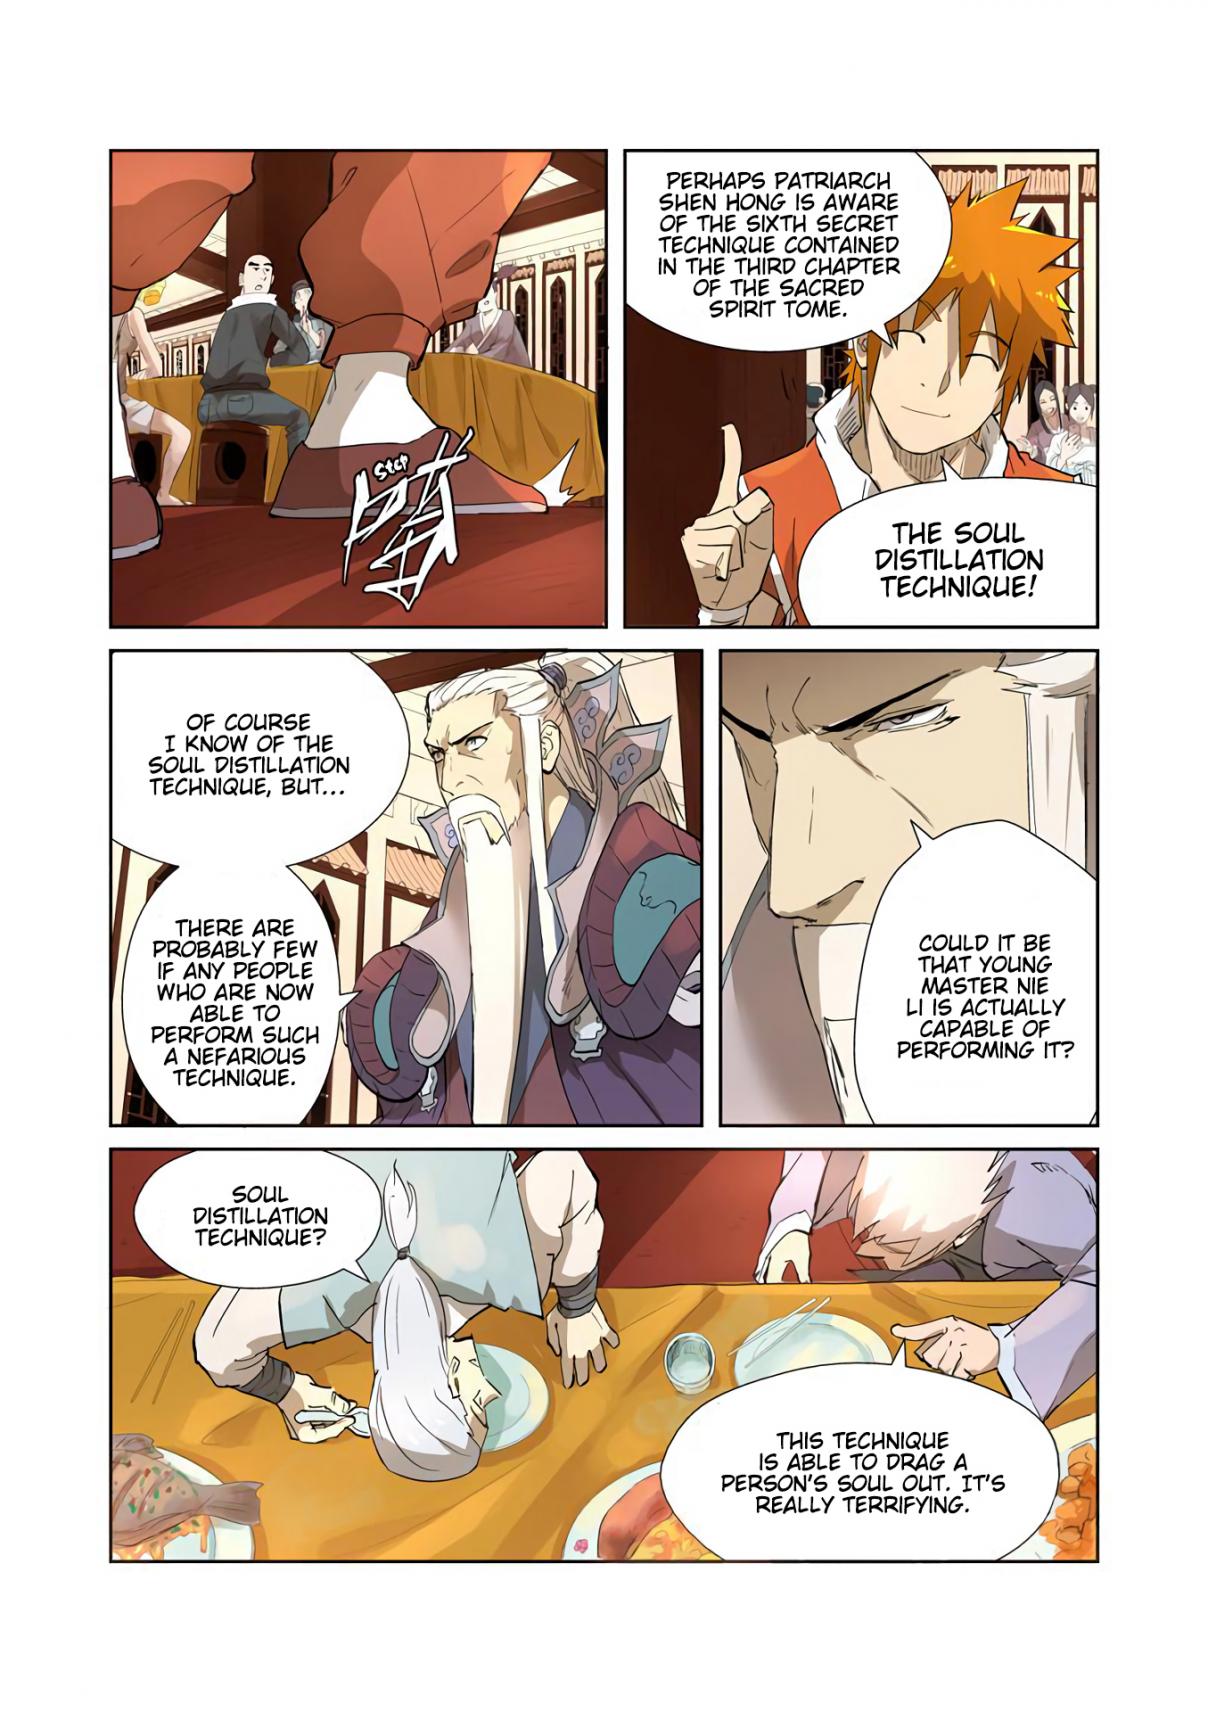 Step
PERHAPS PATRIARCH
SHEN HONG IS AWARE
OF THE SIXTH SECRET
TECHNIQUE CONTAINED
IN THE THIRD CHAPTER
OF THE SACRED
SPIRIT TOME.
THE SOUL
DISTILLATION
TECHNIQUE!
OF COURSE
I KNOW OF THE
SOUL DISTILLATION
TECHNIQUE, BUT...
THERE ARE
PROBABLY FEW
IF ANY PEOPLE
WHO ARE NOW
ABLE TO
PERFORM SUCH
A NEFARIOUS
TECHNIQUE.
COULD IT BE
THAT YOUNG
MASTER NIE
LI IS ACTUALLY
CAPABLE OF
PERFORMING IT?
SOUL
DISTILLATION
TECHNIQUE?
THIS TECHNIQUE
IS ABLE TO DRAG A
PERSON'S SOUL OUT. IT'S
REALLY TERRIFYING.